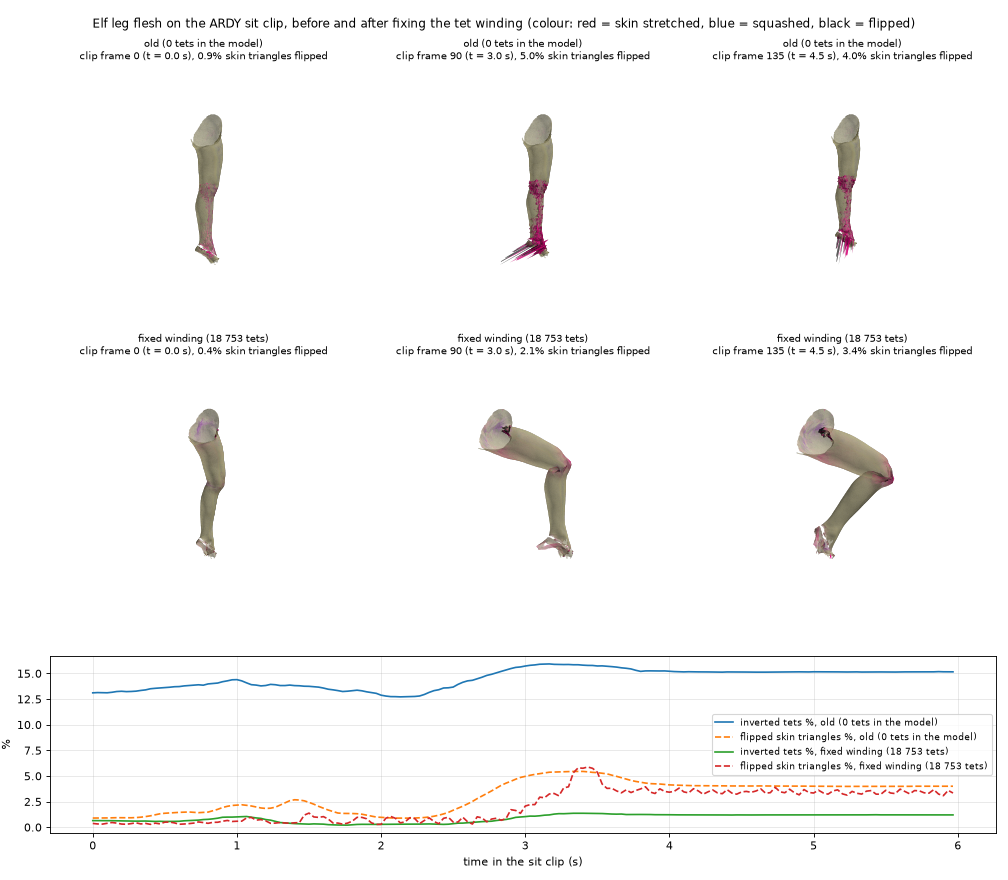 Elf leg flesh on the ARDY sit clip, before and after fixing the tet winding (colour: red = skin stretched, blue = squashed, black = flipped)
old (0 tets in the model)
clip frame 0 (t = 0.0 s), 0.9% skin triangles flipped
old (0 tets in the model)
clip frame 90 (t = 3.0 s), 5.0% skin triangles flipped
old (0 tets in the model)
clip frame 135 (t = 4.5 s), 4.0% skin triangles flipped
fixed winding (18 753 tets)
clip frame 0 (t = 0.0 s), 0.4% skin triangles flipped
fixed winding (18 753 tets)
clip frame 90 (t = 3.0 s), 2.1% skin triangles flipped
fixed winding (18 753 tets)
clip frame 135 (t = 4.5 s), 3.4% skin triangles flipped
15.0
12.5
10.0
7.5
5.0
2.5
0.0
%
inverted tets %, old (0 tets in the model)
flipped skin triangles %, old (0 tets in the model)
inverted tets %, fixed winding (18 753 tets)
flipped skin triangles %, fixed winding (18 753 tets)
0 1 2 3 4 5 6
time in the sit clip (s)